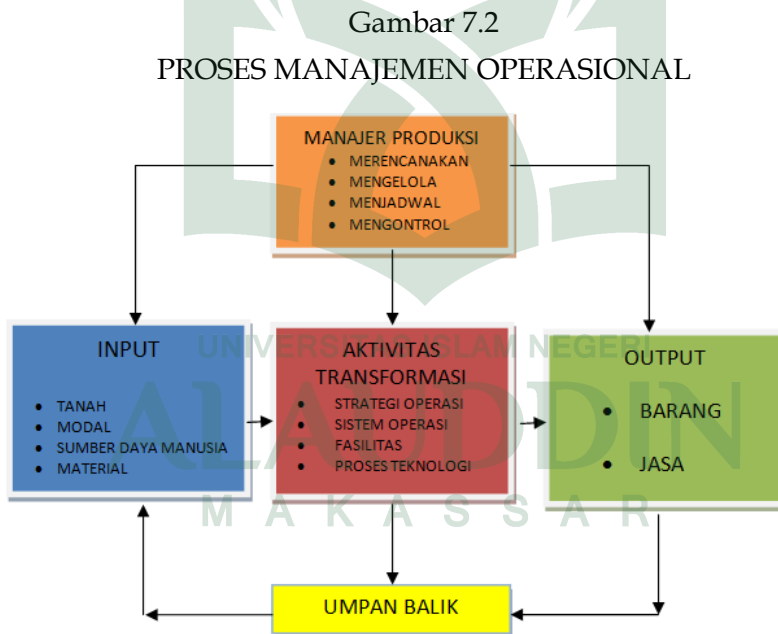 Gambar 7.2
PROSES MANAJEMEN OPERASIONAL
MANAJER PRODUKSI
• MERENCANAKAN
• MENGELOLA
• MENJADWAL
• MENGONTROL
INPUT
• TANAH
• MODAL
• SUMBER DAYA MANUSIA
• MATERIAL
AKTIVITAS
TRANSFORMASI
• STRATEGI OPERASI
• SISTEM OPERASI
• FASILITAS
• PROSES TEKNOLOGI
OUTPUT
• BARANG
• JASA
UMPAN BALIK
UNIVERSITAS ISLAM NEGERI
ALAUDDIN
MAKASSAR